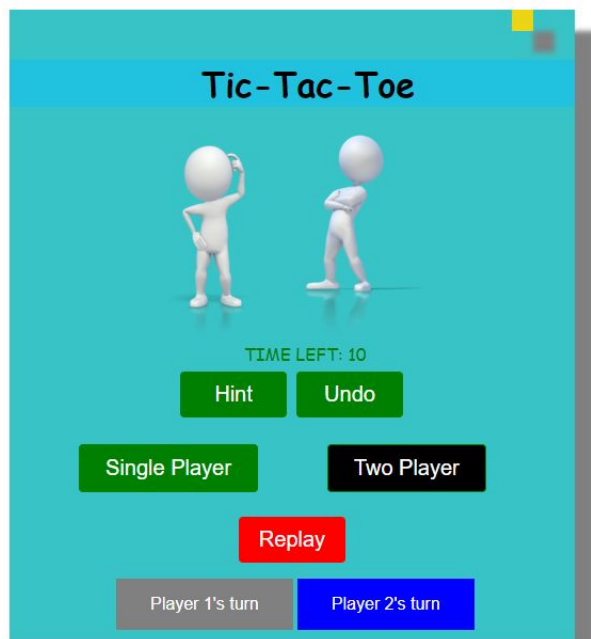 Tic-Tac-Toe
TIME LEFT: 10
Hint Undo
Single Player Two Player
Replay
Player 1's turn Player 2's turn